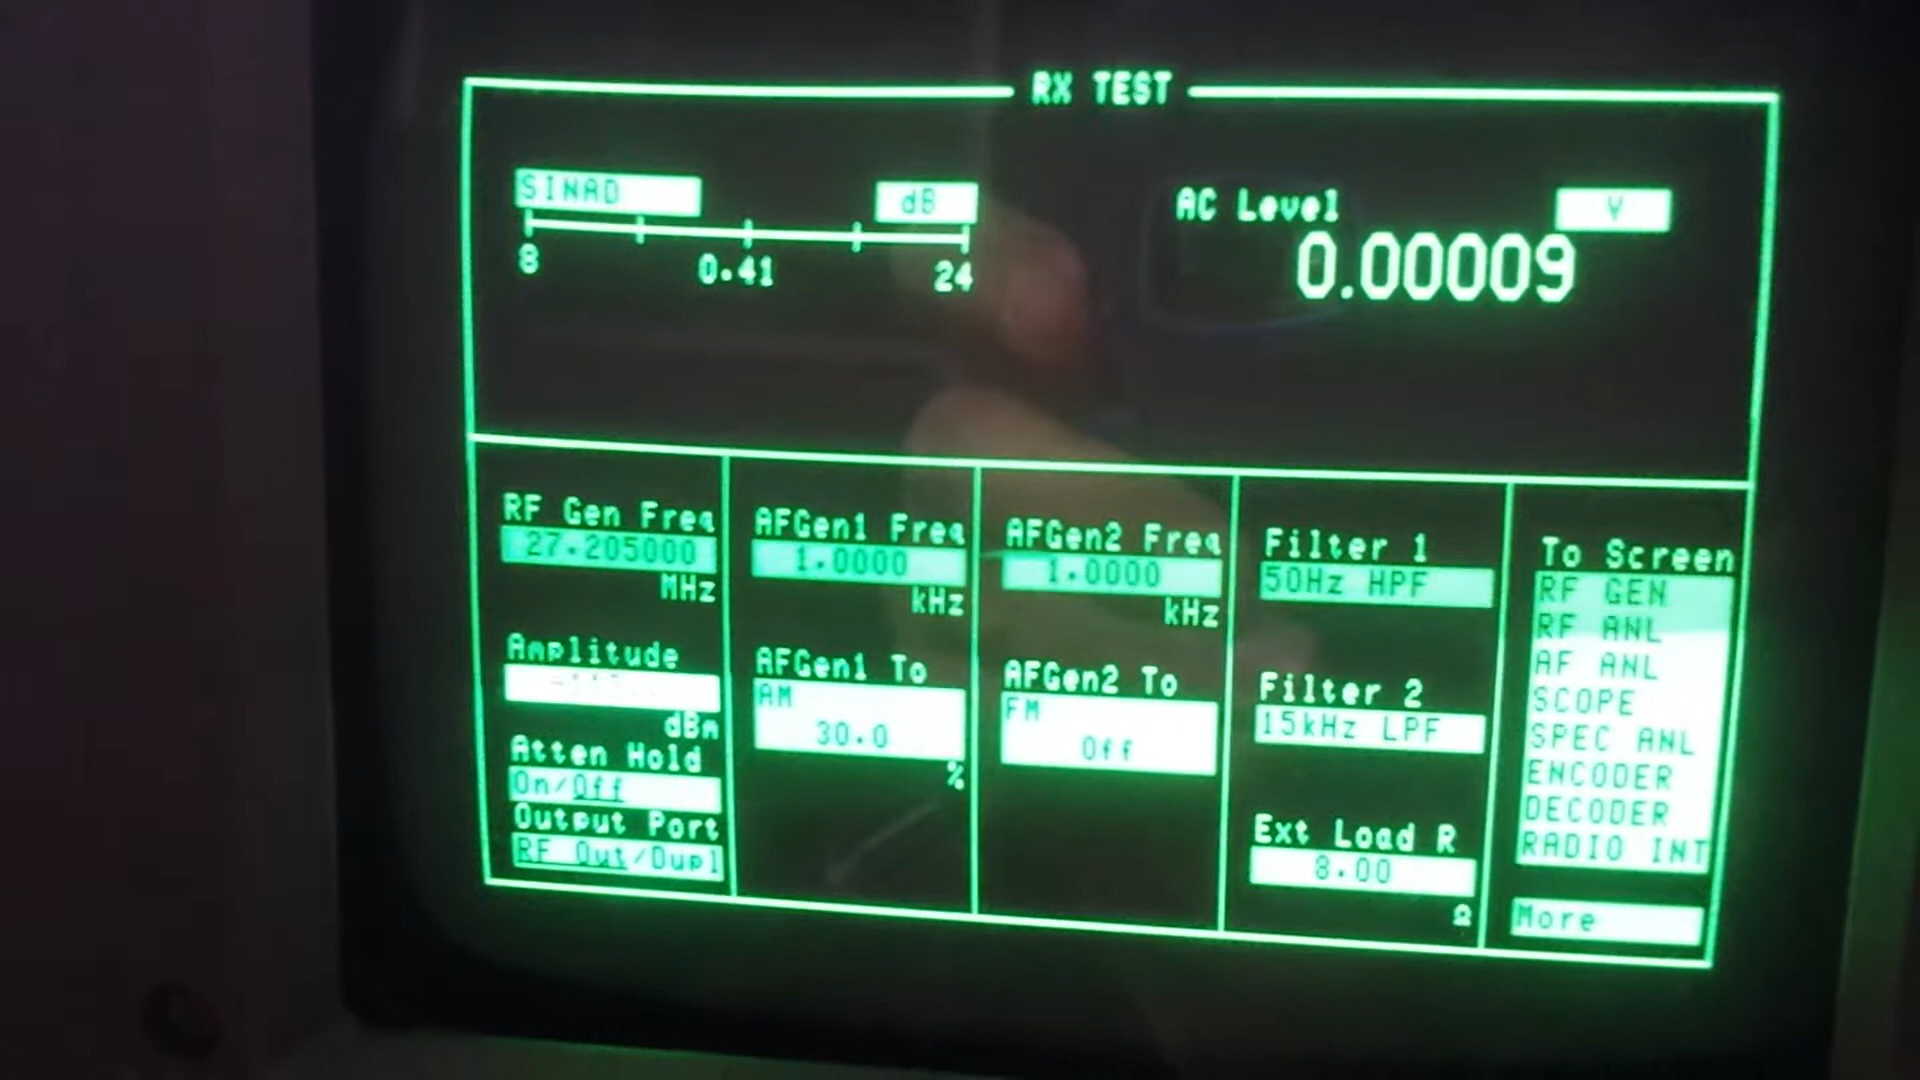 RX TEST
SINAD dB
8 0.41 24
AC Level V
0.00009
RF Gen Freq
27.205000
MHz
Amplitude
dBm
Atten Hold
On/Off
Output Port
RF Out/Dupl
AFGen1 Freq
1.0000
kHz
AFGen1 To
AM
30.0
%
AFGen2 Freq
1.0000
kHz
AFGen2 To
FM
Off
Filter 1
50Hz HPF
Filter 2
15kHz LPF
Ext Load R
8.00
Ω
To Screen
RF GEN
RF ANL
AF ANL
SCOPE
SPEC ANL
ENCODER
DECODER
RADIO INT
More